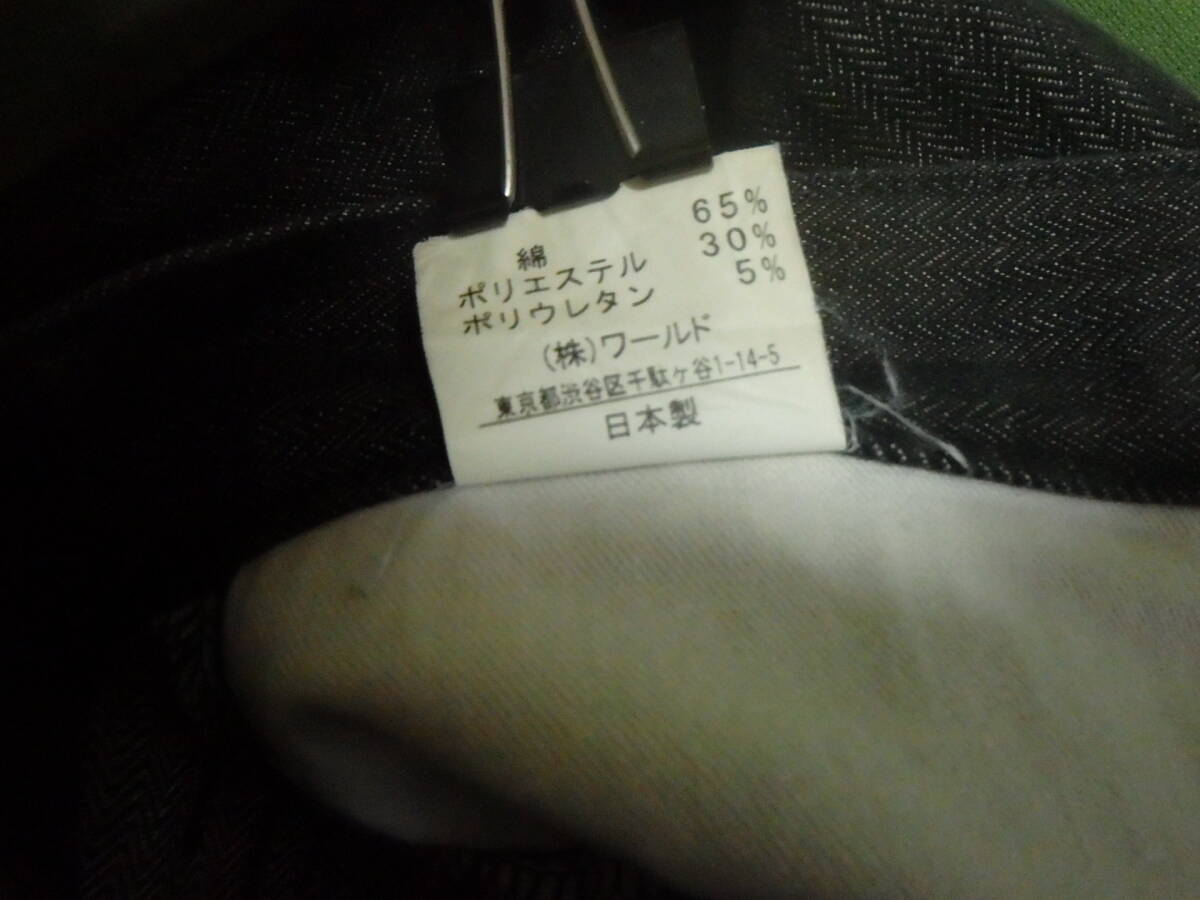 綿 65%
ポリエステル 30%
ポリウレタン 5%
(株)ワールド
東京都渋谷区千駄ヶ谷1-14-5
日本製